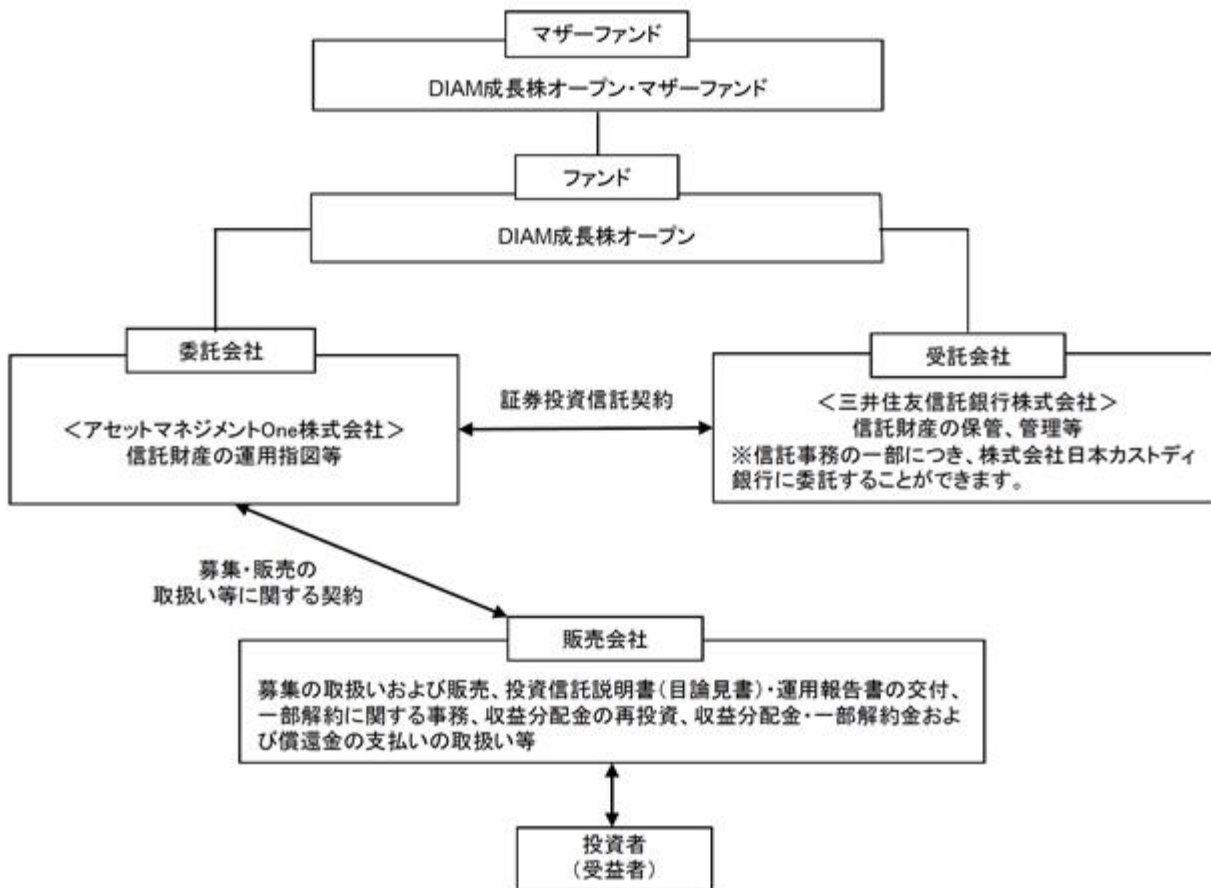 マザーファンド
DIAM成長株オープン・マザーファンド
ファンド
DIAM成長株オープン
委託会社
＜アセットマネジメントOne株式会社＞
信託財産の運用指図等
証券投資信託契約
受託会社
＜三井住友信託銀行株式会社＞
信託財産の保管、管理等
※信託事務の一部につき、株式会社日本カストディ
銀行に委託することができます。
募集・販売の
取扱い等に関する契約
販売会社
募集の取扱いおよび販売、投資信託説明書（目論見書）・運用報告書の交付、
一部解約に関する事務、収益分配金の再投資、収益分配金・一部解約金およ
び償還金の支払いの取扱い等
投資者
（受益者）